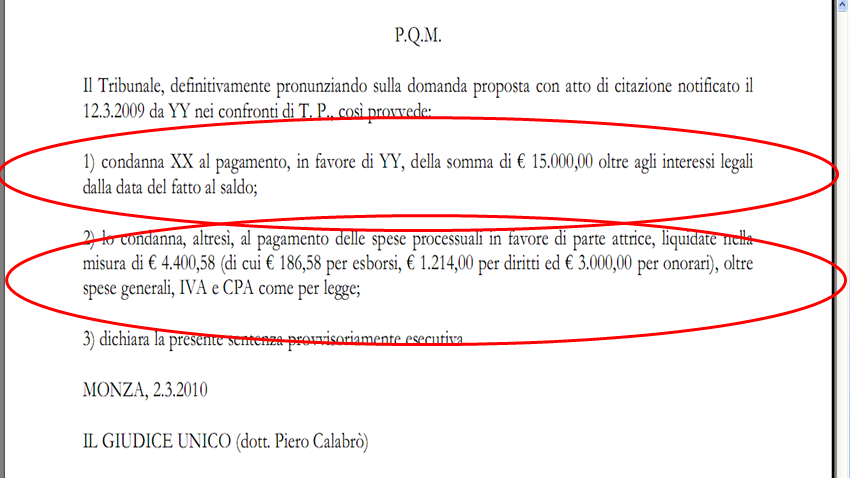 P.Q.M.
Il Tribunale, definitivamente pronunziando sulla domanda proposta con atto di citazione notificato il
12.3.2009 da YY nei confronti di T. P., così provvede:
1) condanna XX al pagamento, in favore di YY, della somma di € 15.000,00 oltre agli interessi legali
dalla data del fatto al saldo;
2) lo condanna, altresì, al pagamento delle spese processuali in favore di parte attrice, liquidate nella
misura di € 4.400,58 (di cui € 186,58 per esborsi, € 1.214,00 per diritti ed € 3.000,00 per onorari), oltre
spese generali, IVA e CPA come per legge;
3) dichiara la presente sentenza provvisoriamente esecutiva
MONZA, 2.3.2010
IL GIUDICE UNICO (dott. Piero Calabrò)